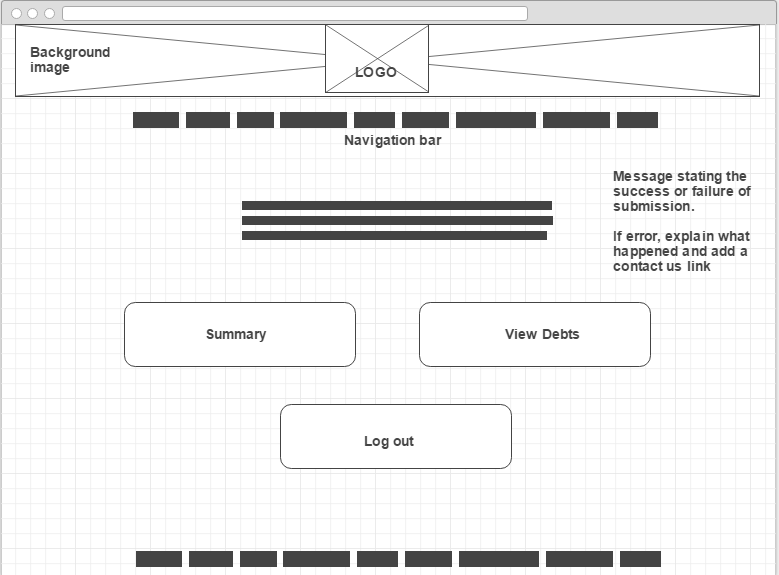 Background
image
LOGO
Navigation bar
Message stating the
success or failure of
submission.
If error, explain what
happened and add a
contact us link
Summary
View Debts
Log out